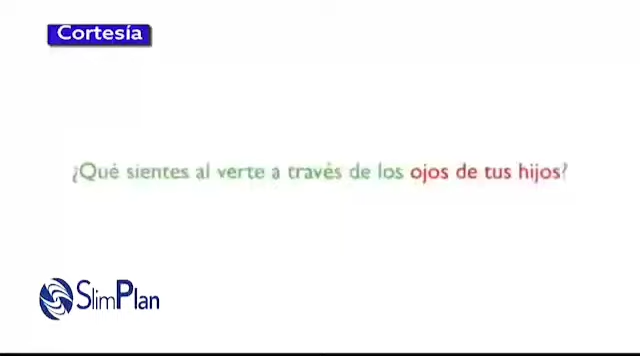 Cortesía
¿Qué sientes al verte a través de los ojos de tus hijos?
SlimPlan